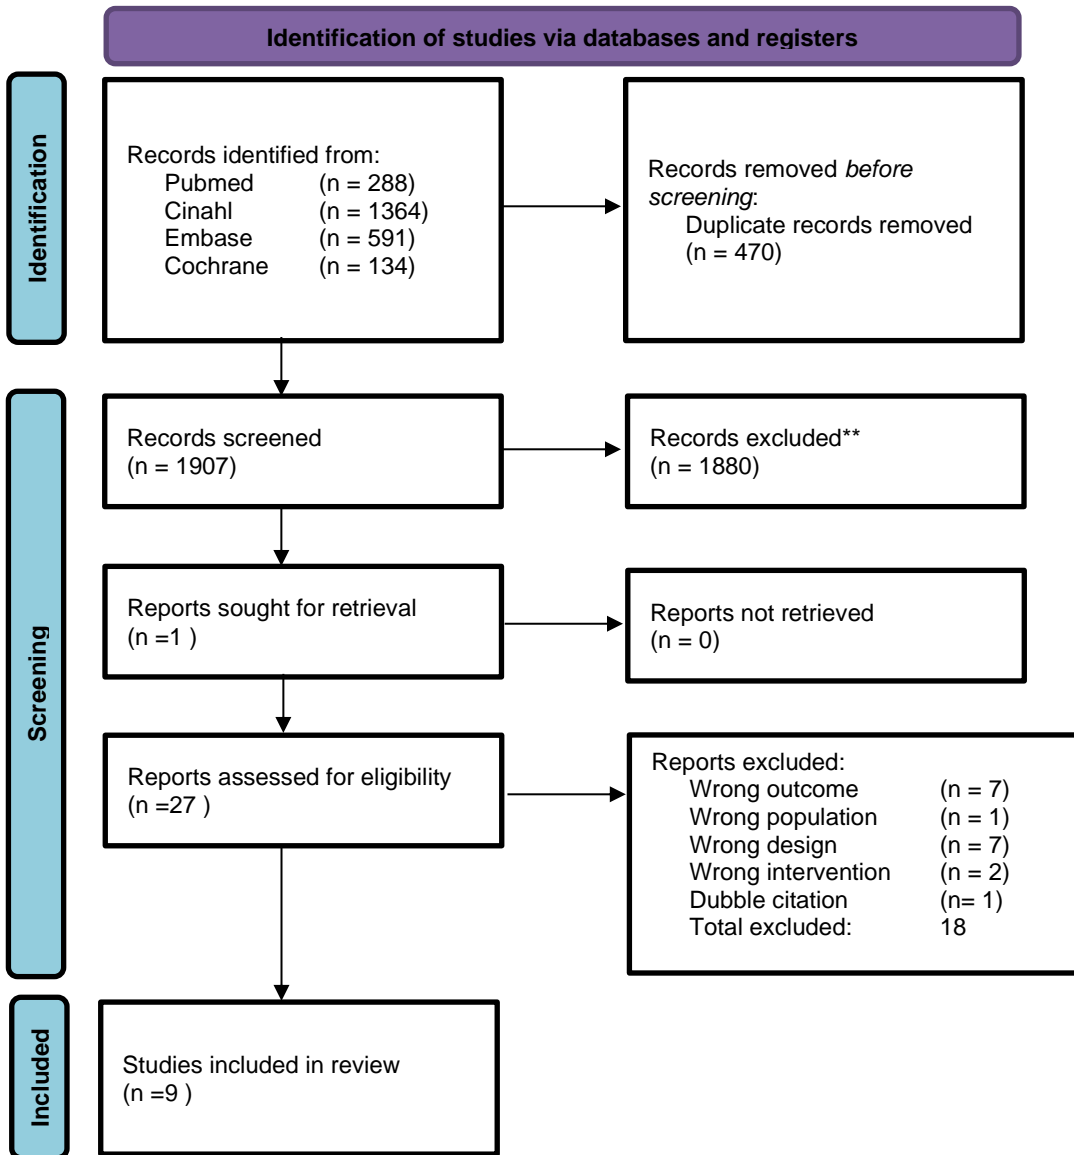 Identification of studies via databases and registers
Identification
Records identified from:
Pubmed (n = 288)
Cinahl (n = 1364)
Embase (n = 591)
Cochrane (n = 134)
Records removed before
screening:
Duplicate records removed
(n = 470)
Screening
Records screened
(n = 1907)
Records excluded**
(n = 1880)
Reports sought for retrieval
(n =1 )
Reports not retrieved
(n = 0)
Reports assessed for eligibility
(n =27 )
Reports excluded:
Wrong outcome (n = 7)
Wrong population (n = 1)
Wrong design (n = 7)
Wrong intervention (n = 2)
Dubble citation (n= 1)
Total excluded: 18
Included
Studies included in review
(n =9 )